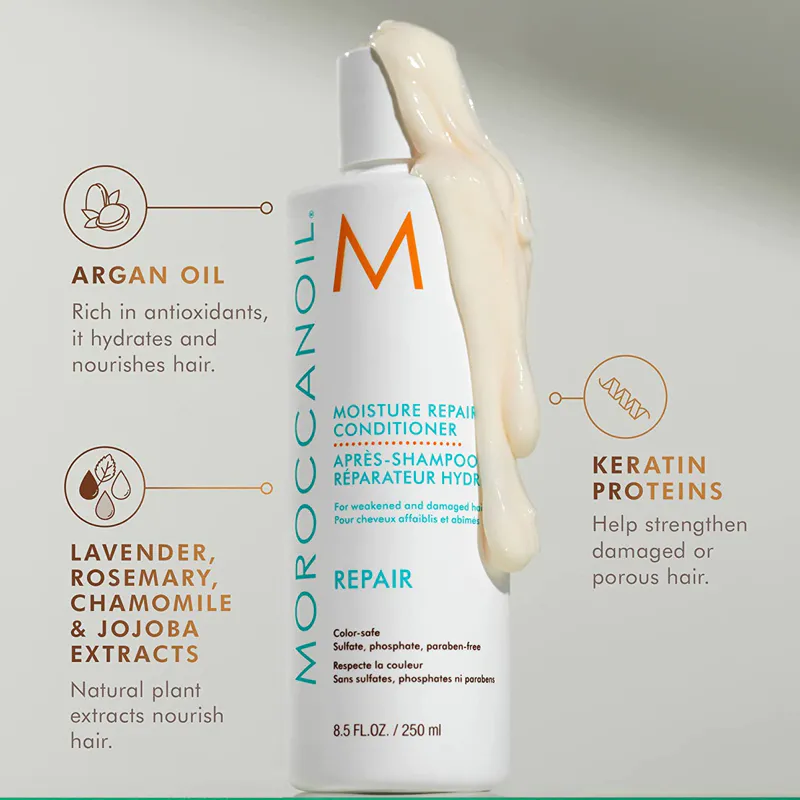 ARGAN OIL
Rich in antioxidants,
it hydrates and
nourishes hair.
LAVENDER,
ROSEMARY,
CHAMOMILE
& JOJOBA
EXTRACTS
Natural plant
extracts nourish
hair.
MOROCCANOIL®
M
MOISTURE REPAIR
CONDITIONER
APRÈS-SHAMPOO
RÉPARATEUR
For weakened and damaged
Pour cheveux affaiblis et abîmés
REPAIR
Color-safe
Sulfate, phosphate, paraben-free
Respecte la couleur
Sans sulfates, phosphates ni parabens
8.5 FL.OZ. / 250 ml
KERATIN
PROTEINS
Help strengthen
damaged or
porous hair.